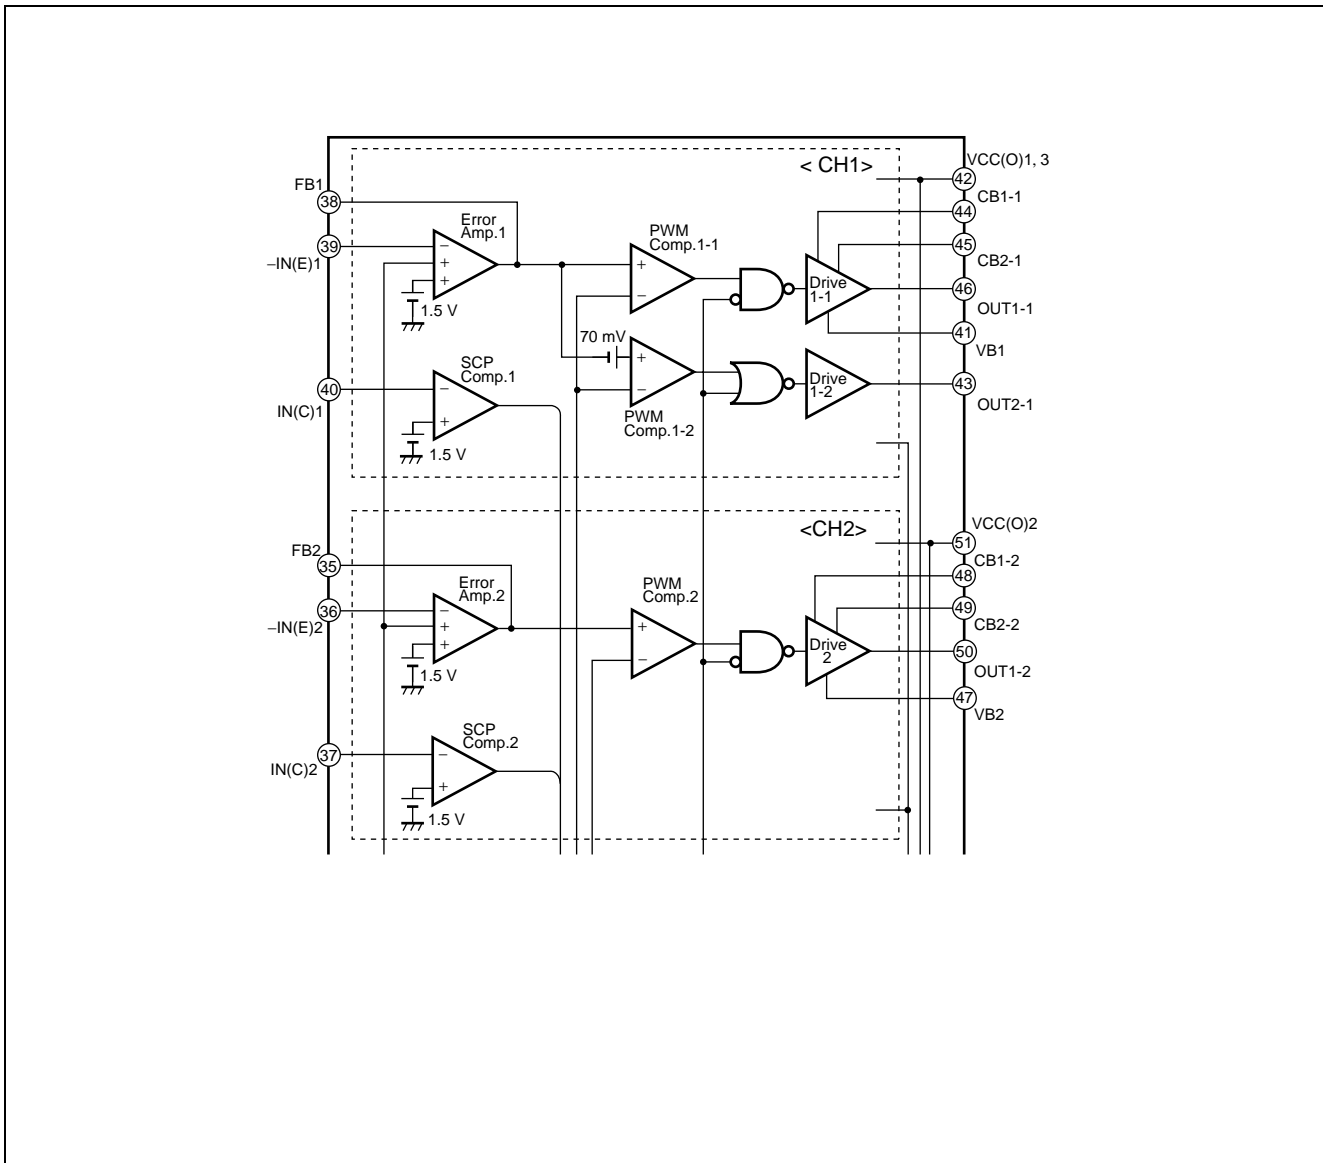 < CH1>
VCC(O)1, 3
42
FB1
38
CB1-1
44
Error
Amp.1
PWM
Comp.1-1
39
−IN(E)1
−
+
+
1.5 V
+
−
45
CB2-1
Drive
1-1
46
OUT1-1
70 mV
41
VB1
SCP
Comp.1
40
IN(C)1
−
+
1.5 V
+
−
PWM
Comp.1-2
Drive
1-2
43
OUT2-1
<CH2>
VCC(O)2
51
FB2
35
CB1-2
48
Error
Amp.2
PWM
Comp.2
36
−IN(E)2
−
+
+
1.5 V
+
−
49
CB2-2
Drive
2
50
OUT1-2
47
VB2
SCP
Comp.2
37
IN(C)2
−
+
1.5 V